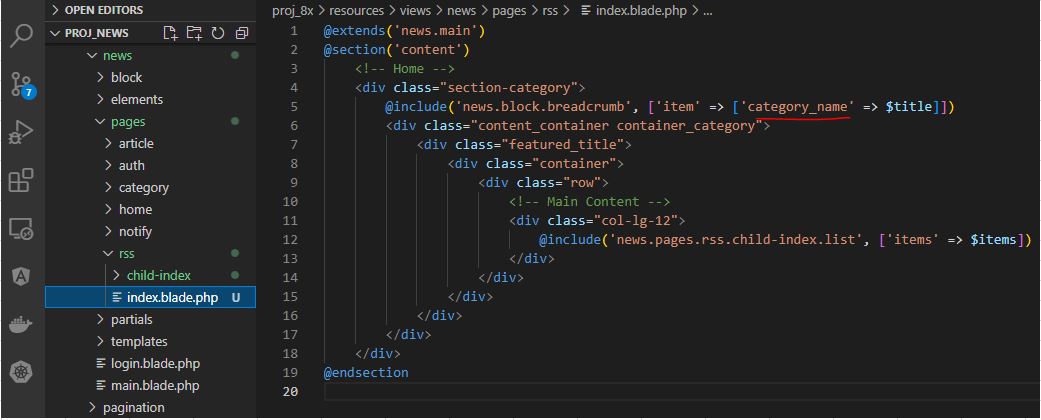 OPEN EDITORS
PROJ_NEWS
news
block
elements
pages
article
auth
category
home
notify
rss
child-index
index.blade.php U
partials
templates
login.blade.php
main.blade.php
pagination
7
proj_8x > resources > views > news > pages > rss > index.blade.php > ...
1 @extends('news.main')
2 @section('content')
3 <!-- Home -->
4 <div class="section-category">
5 @include('news.block.breadcrumb', ['item' => ['category_name' => $title]])
6 <div class="content_container container_category">
7 <div class="featured_title">
8 <div class="container">
9 <div class="row">
10 <!-- Main Content -->
11 <div class="col-lg-12">
12 @include('news.pages.rss.child-index.list', ['items' => $items])
13 </div>
14 </div>
15 </div>
16 </div>
17 </div>
18 </div>
19 @endsection
20